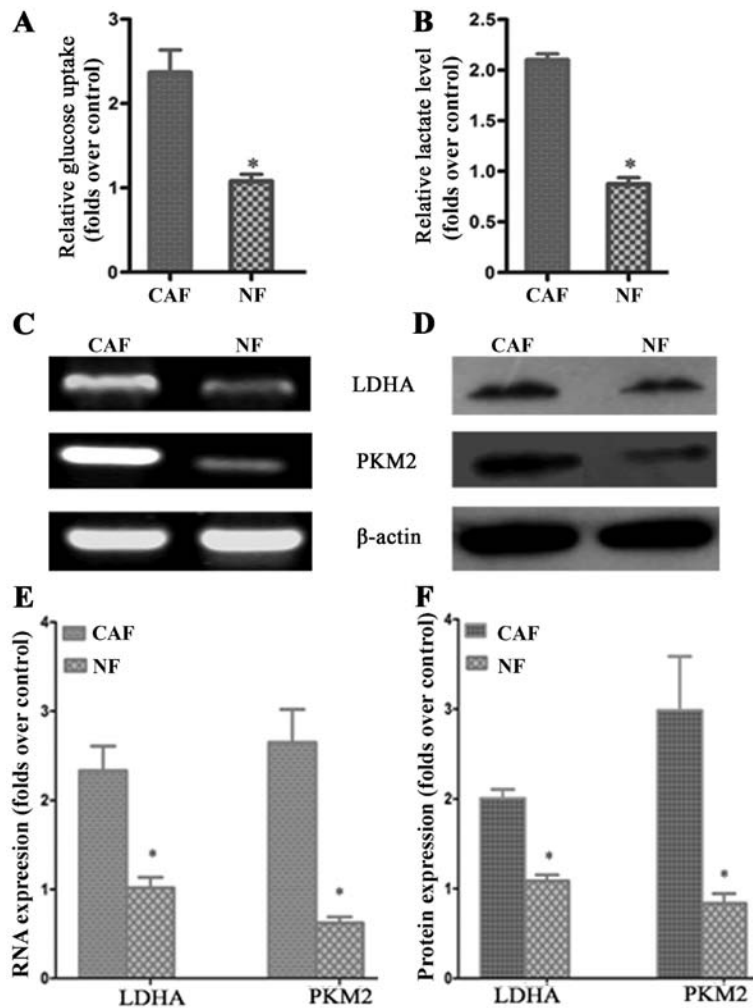 A
Relative glucose uptake
(folds over control)
3
2
1
0
*
CAF NF
B
Relative lactate level
(folds over control)
2.5
2.0
1.5
1.0
0.5
0
*
CAF NF
C
CAF NF
D
CAF NF
LDHA
PKM2
β-actin
E
RNA expreeion (folds over control)
4
3
2
1
0
CAF
NF
*
*
LDHA PKM2
F
Protein expression (folds over control)
4
3
2
1
0
CAF
NF
*
*
LDHA PKM2